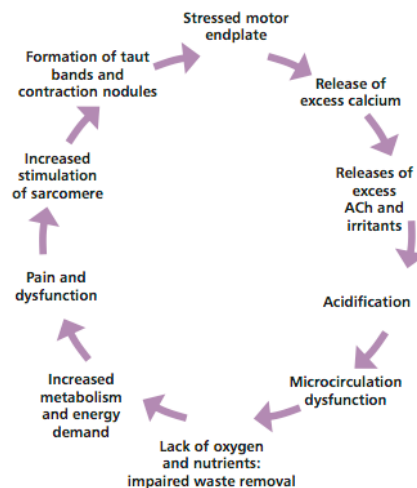 Stressed motor
endplate
Release of
excess calcium
Releases of
excess
ACh and
irritants
Acidification
Microcirculation
dysfunction
Lack of oxygen
and nutrients:
impaired waste removal
Increased
metabolism
and energy
demand
Pain and
dysfunction
Increased
stimulation
of sarcomere
Formation of taut
bands and
contraction nodules